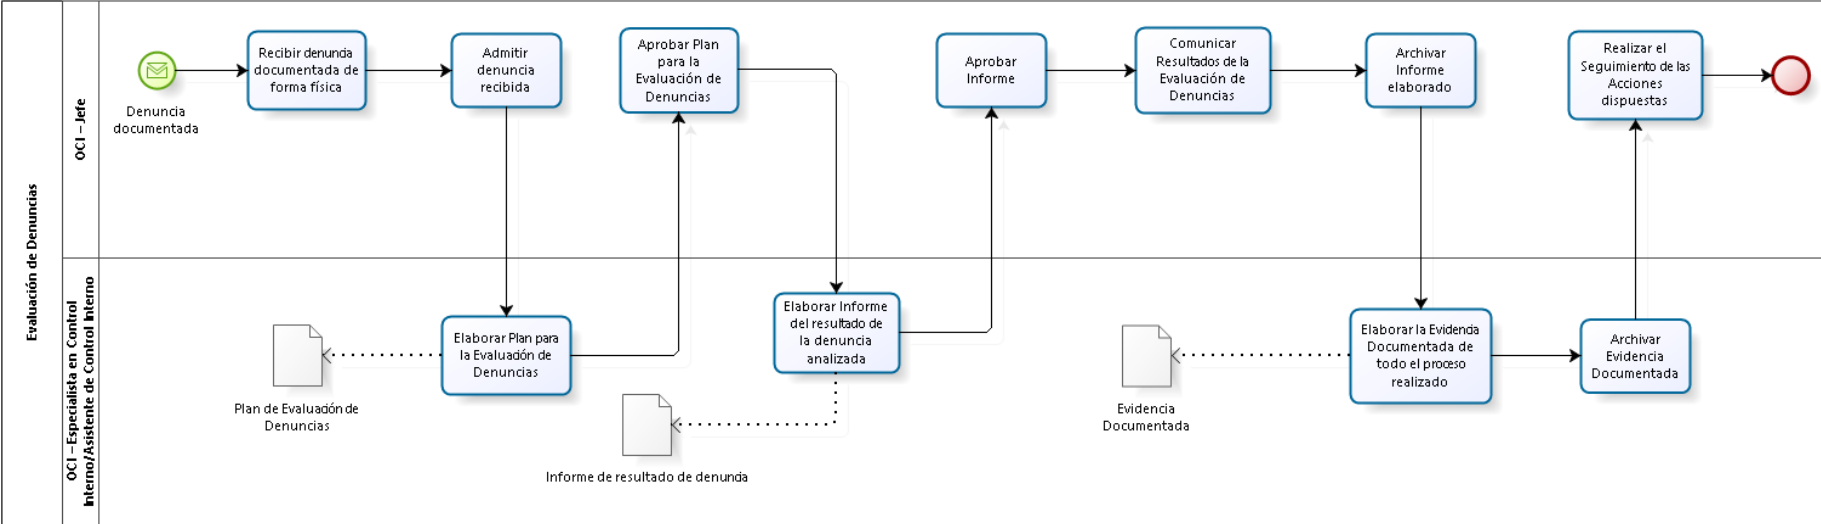 Evaluación de Denuncias
OCI – Jefe
Denuncia
documentada
Recibir denuncia
documentada de
forma física
Admitir
denuncia
recibida
Aprobar Plan
para la
Evaluación de
Denuncias
Aprobar
Informe
Comunicar
Resultados de la
Evaluación de
Denuncias
Archivar
Informe
elaborado
Realizar el
Seguimiento de las
Acciones
dispuestas
OCI – Especialista en Control
Interno/Asistente de Control Interno
Plan de Evaluación de
Denuncias
Elaborar Plan para
la Evaluación de
Denuncias
Informe de resultado de denuncia
Elaborar Informe
del resultado de
la denuncia
analizada
Evidencia
Documentada
Elaborar la Evidencia
Documentada de
todo el proceso
realizado
Archivar
Evidencia
Documentada